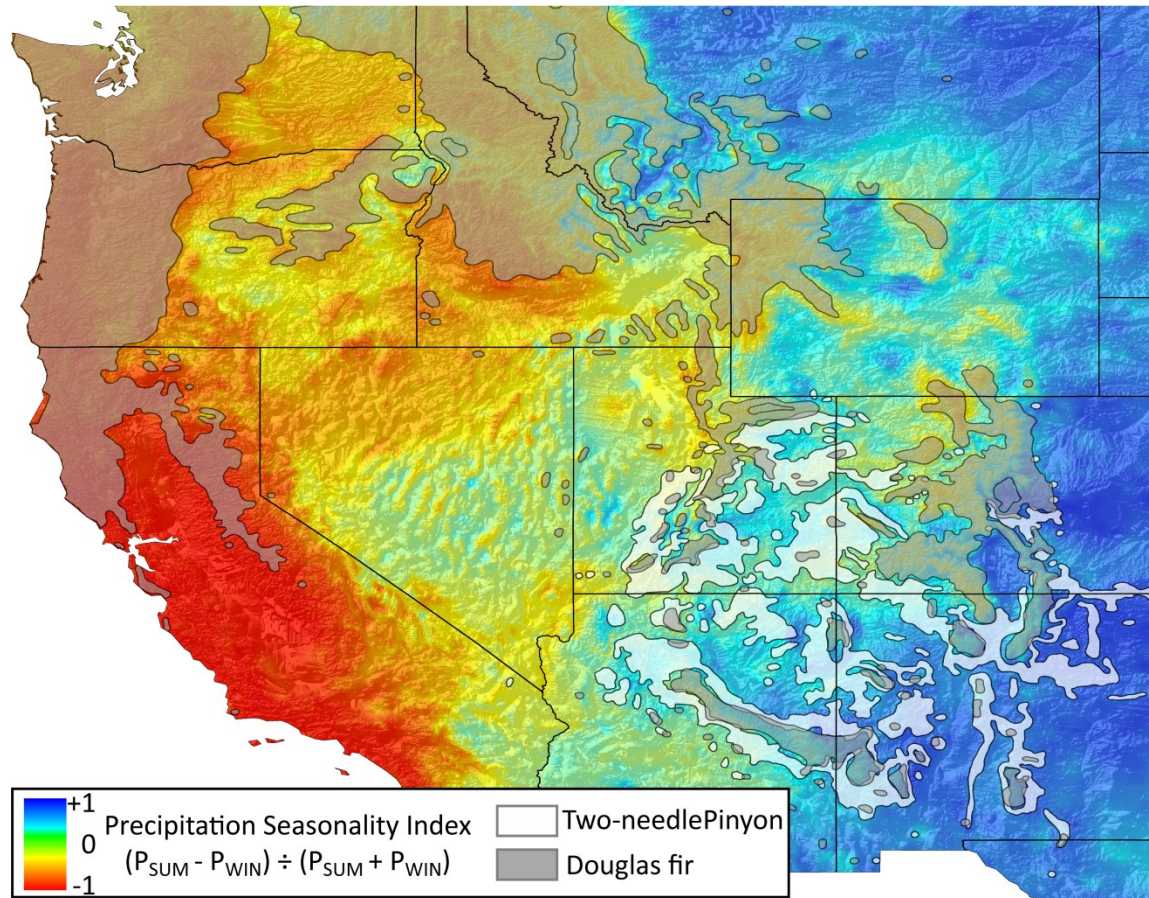 +1
0
-1
Precipitation Seasonality Index
(PSUM - PWIN) ÷ (PSUM + PWIN)
Two-needlePinyon
Douglas fir